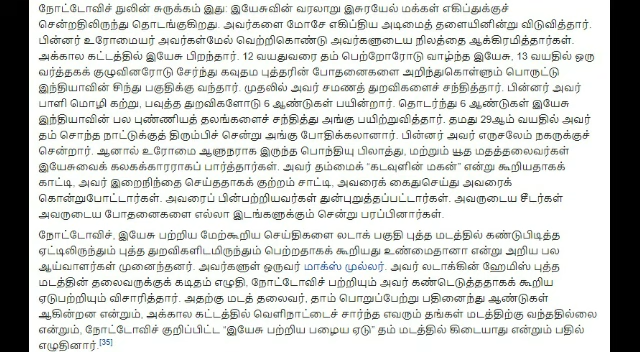 நோட்டோவிச் நூலின் சுருக்கம் இது: இயேசுவின் வரலாறு இசுரயேல் மக்கள் எகிப்துக்குச்
சென்றதிலிருந்து தொடங்குகிறது. அவர்களை மோசே எகிப்திய அடிமைத் தளையினின்று விடுவித்தார்.
பின்னர் உரோமையர் அவர்கள்மேல் வெற்றிகொண்டு அவர்களுடைய நிலத்தை ஆக்கிரமித்தார்கள்.
அக்கால கட்டத்தில் இயேசு பிறந்தார். 12 வயதுவரை தம் பெற்றோரோடு வாழ்ந்த இயேசு, 13 வயதில் ஒரு
வர்த்தகக் குழுவினரோடு சேர்ந்து கவுதம புத்தரின் போதனைகளை அறிந்துகொள்ளும் பொருட்டு
இந்தியாவின் சிந்து பகுதிக்கு வந்தார். முதலில் அவர் சமணத் துறவிகளைச் சந்தித்தார். பின்னர் அவர்
பாளி மொழி கற்று, பவுத்த துறவிகளோடு 6 ஆண்டுகள் பயின்றார். தொடர்ந்து 6 ஆண்டுகள் இயேசு
இந்தியாவின் பல புண்ணியத் தலங்களைச் சந்தித்து அங்கு பயிற்றுவித்தார். தமது 29ஆம் வயதில் அவர்
தம் சொந்த நாட்டுக்குத் திரும்பிச் சென்று அங்கு போதிக்கலானார். பின்னர் அவர் எருசலேம் நகருக்குச்
சென்றார். ஆனால் உரோமை ஆளுநராக இருந்த பொந்தியு பிலாத்து, மற்றும் யூத மதத்தலைவர்கள்
இயேசுவைக் கலகக்காரராகப் பார்த்தார்கள். அவர் தம்மைக் "கடவுளின் மகன்" என்று கூறியதாகக்
காட்டி, அவர் இறைநிந்தை செய்ததாகக் குற்றம் சாட்டி, அவரைக் கைதுசெய்து அவரைக்
கொன்றுபோட்டார்கள். அவரைப் பின்பற்றியவர்கள் துன்புறுத்தப்பட்டார்கள். அவருடைய சீடர்கள்
அவருடைய போதனைகளை எல்லா இடங்களுக்கும் சென்று பரப்பினார்கள்.
நோட்டோவிச், இயேசு பற்றிய மேற்கூறிய செய்திகளை லடாக் பகுதி புத்த மடத்தில் கண்டுபிடித்த
ஏட்டிலிருந்தும் புத்த துறவிகளிடமிருந்தும் பெற்றதாகக் கூறியது உண்மைதானா என்று அறிய பல
ஆய்வாளர்கள் முனைந்தனர். அவர்களுள் ஒருவர் மாக்ஸ் முல்லர். அவர் லடாக்கின் ஹேமிஸ் புத்த
மடத்தின் தலைவருக்குக் கடிதம் எழுதி, நோட்டோவிச் பற்றியும் அவர் கண்டெடுத்ததாகக் கூறிய
ஏடுபற்றியும் விசாரித்தார். அதற்கு மடத் தலைவர், தாம் பொறுப்பேற்று பதினைந்து ஆண்டுகள்
ஆகின்றன என்றும், அக்கால கட்டத்தில் வெளிநாட்டைச் சார்ந்த எவரும் தங்கள் மடத்திற்கு வந்ததில்லை
என்றும், நோட்டோவிச் குறிப்பிட்ட "இயேசு பற்றிய பழைய ஏடு" தம் மடத்தில் கிடையாது என்றும் பதில்
எழுதினார்.[35]